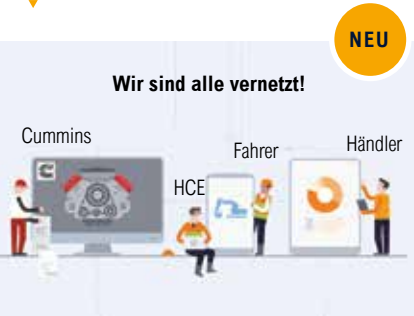 NEU
Wir sind alle vernetzt!
Cummins
HCE
Fahrer
Händler